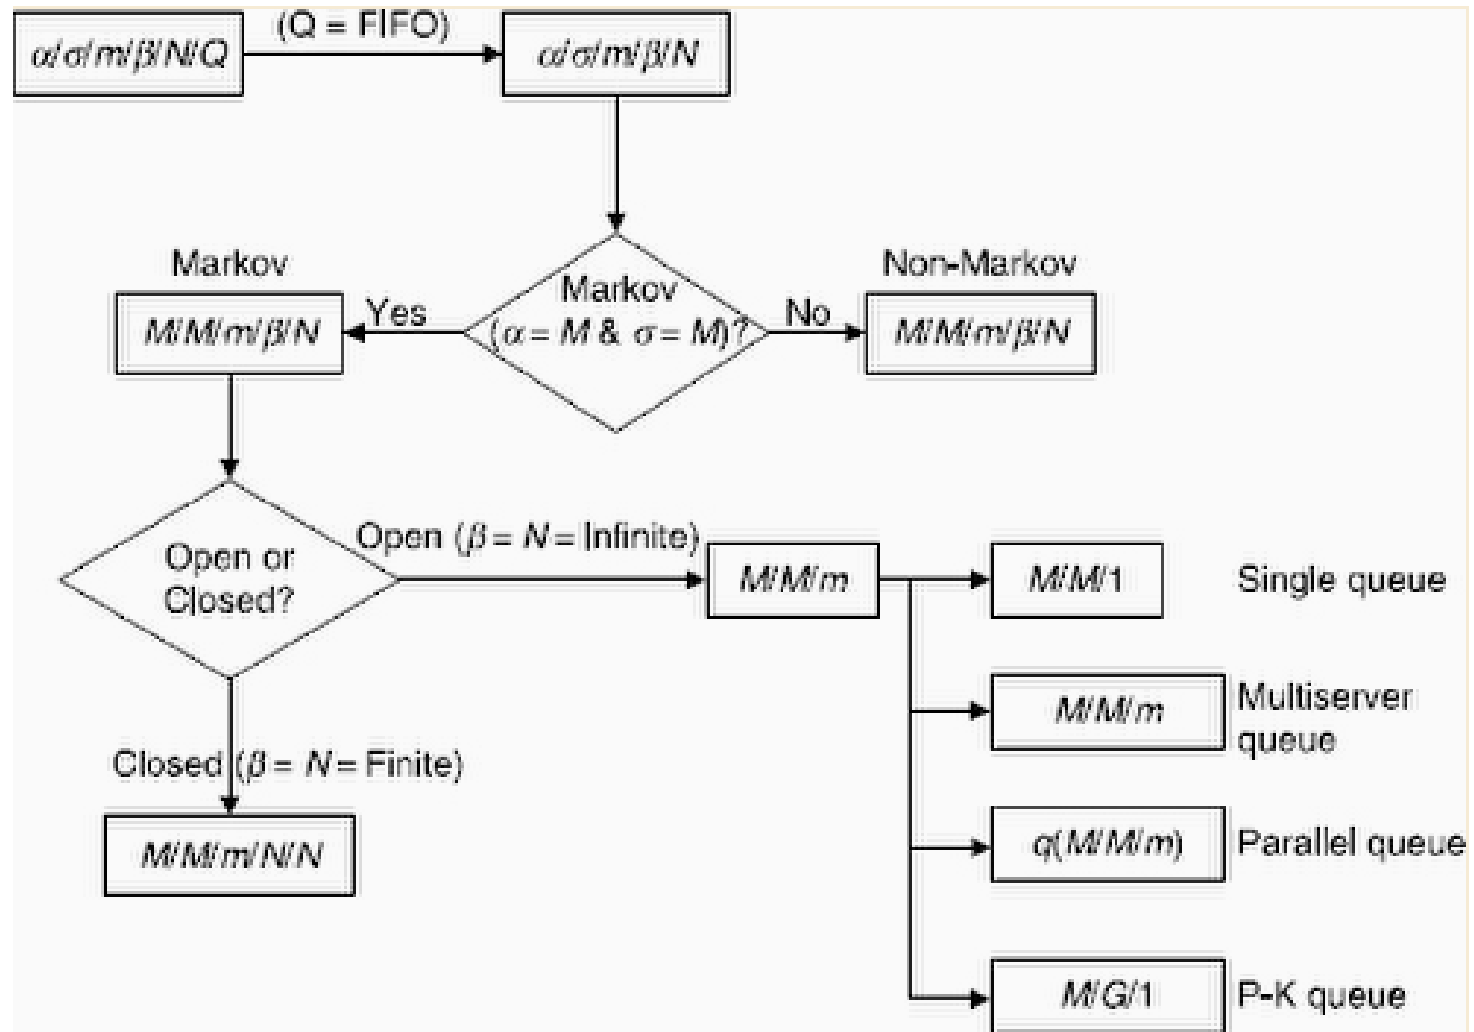 (Q = FIFO)
α/σ/m/β/N/Q
α/σ/m/β/N
Markov
Non-Markov
M/M/m/β/N
Yes
Markov
(α = M & σ = M)?
No
M/M/m/β/N
Open or
Closed?
Open (β = N = Infinite)
M/M/m
M/M/1
Single queue
M/M/m
Multiserver
queue
Closed (β = N = Finite)
M/M/m/N/N
q(M/M/m)
Parallel queue
M/G/1
P-K queue